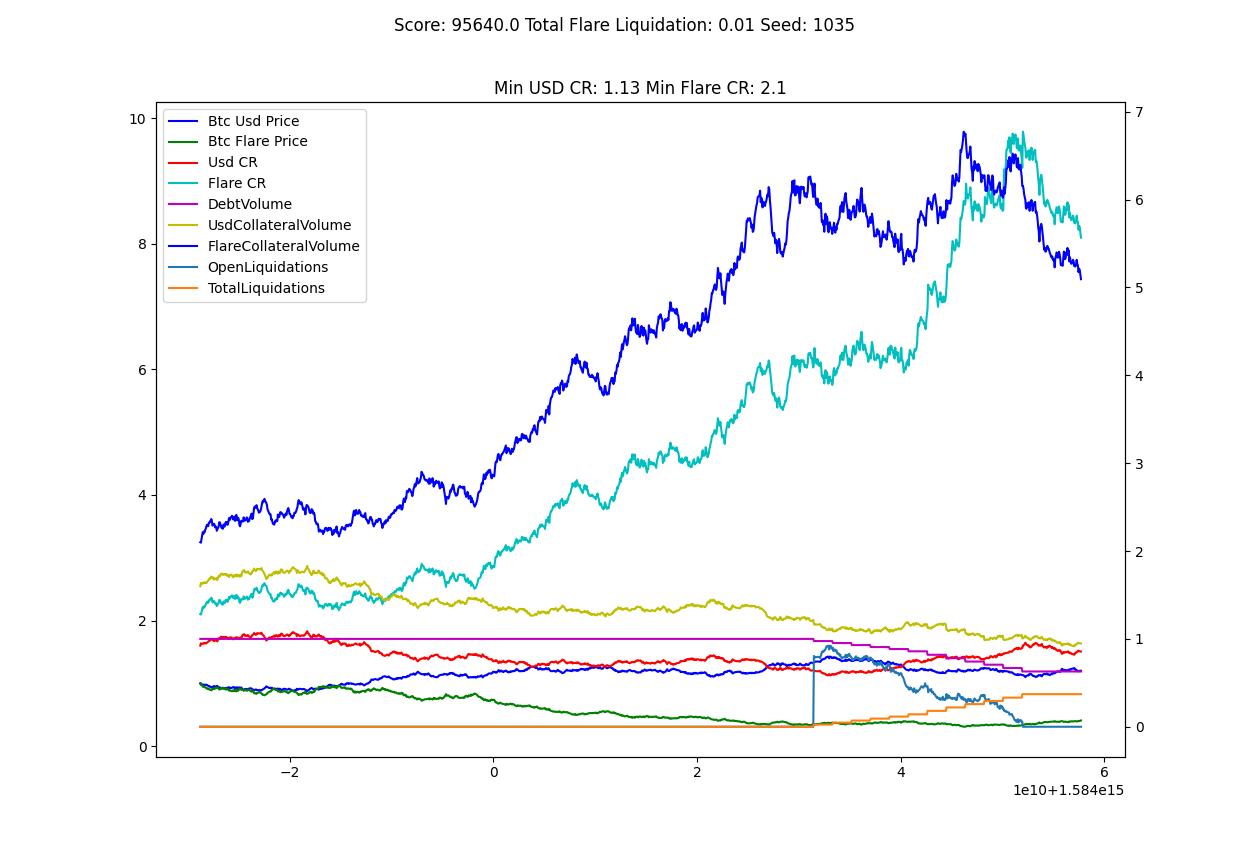 Score: 95640.0 Total Flare Liquidation: 0.01 Seed: 1035
Min USD CR: 1.13 Min Flare CR: 2.1
Btc Usd Price
Btc Flare Price
Usd CR
Flare CR
DebtVolume
UsdCollateralVolume
FlareCollateralVolume
OpenLiquidations
TotalLiquidations
10
8
6
4
2
0
7
6
5
4
3
2
1
0
−2
0
2
4
6
1e10+1.584e15